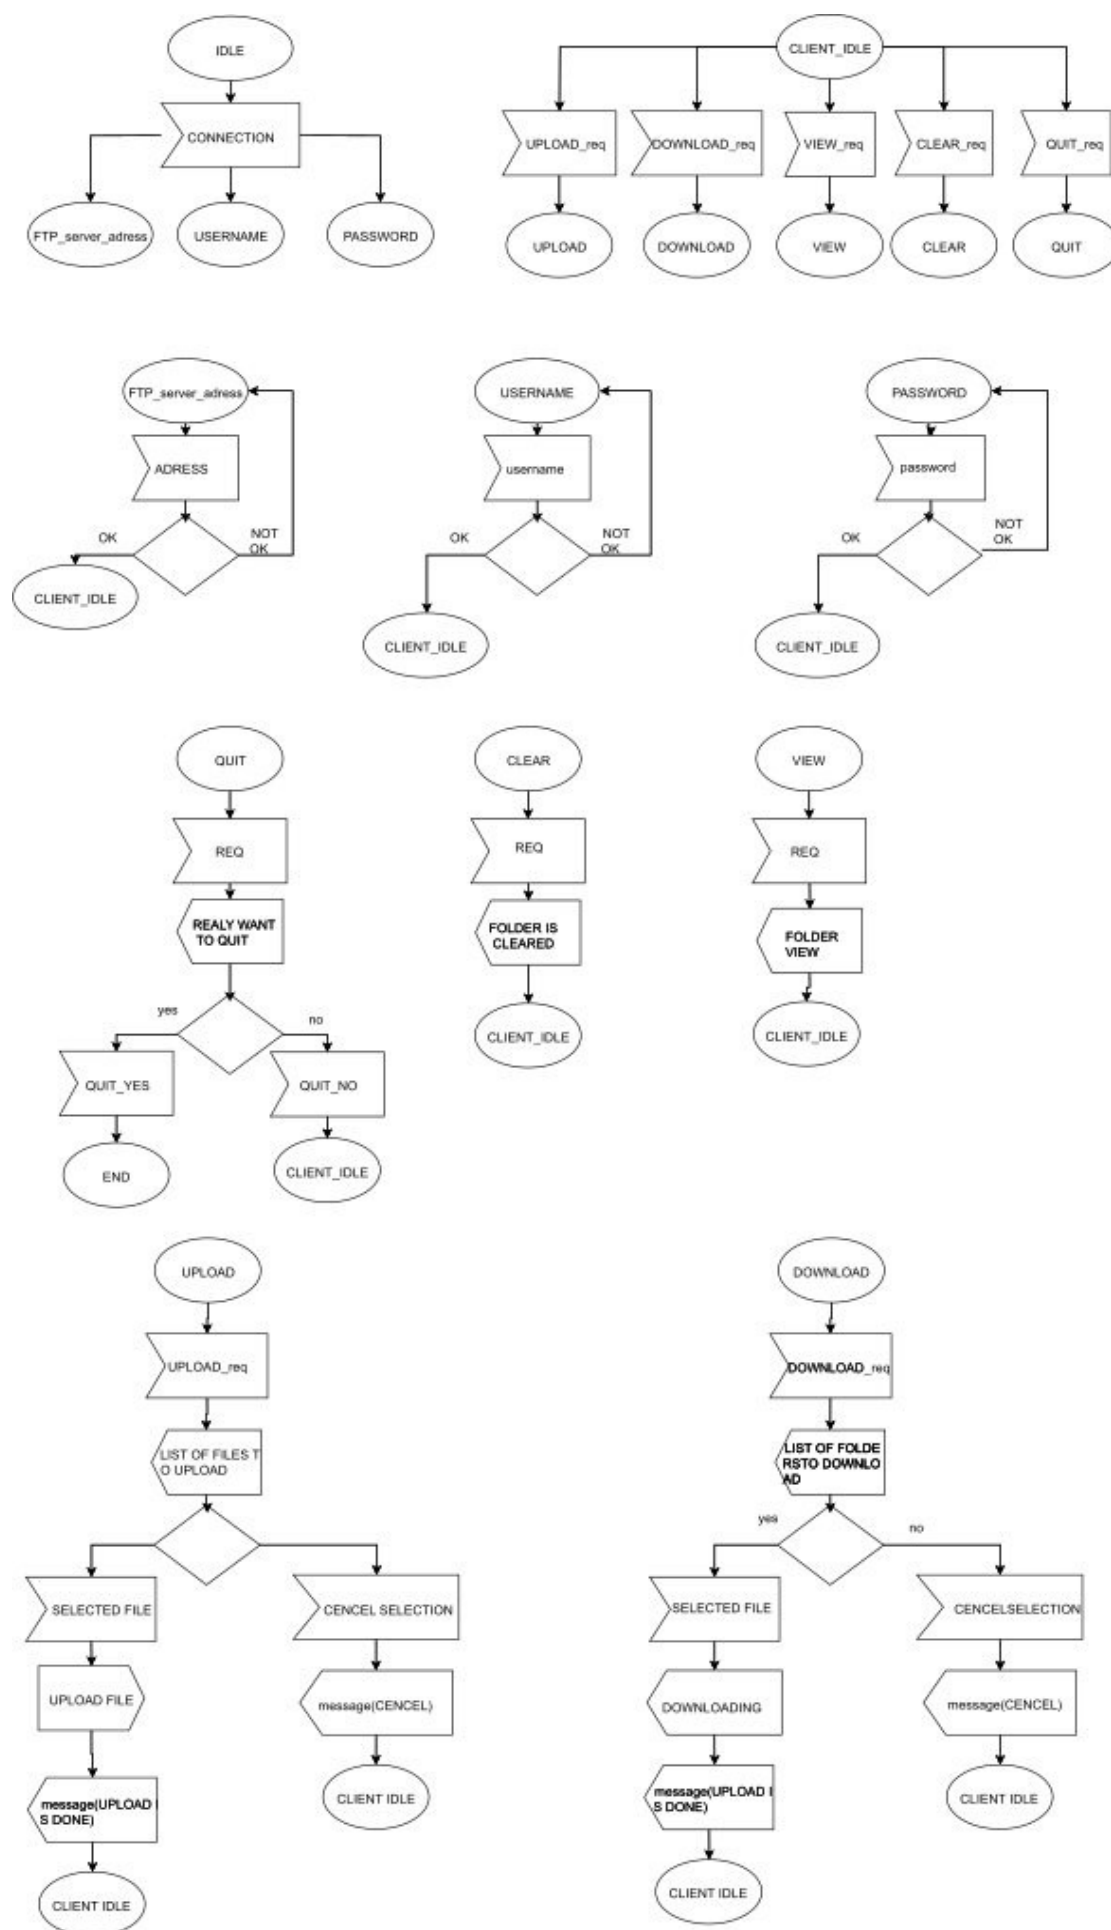 IDLE
CLIENT_IDLE
CONNECTION
UPLOAD_req
DOWNLOAD_req
VIEW_req
CLEAR_req
QUIT_req
FTP_server_adress
USERNAME
PASSWORD
UPLOAD
DOWNLOAD
VIEW
CLEAR
QUIT
FTP_server_adress
USERNAME
PASSWORD
ADRESS
username
password
OK
NOT
OK
OK
NOT
OK
OK
NOT
OK
CLIENT_IDLE
CLIENT_IDLE
CLIENT_IDLE
QUIT
CLEAR
VIEW
REQ
REQ
REQ
REALY WANT
TO QUIT
FOLDER IS
CLEARED
FOLDER
VIEW
yes
no
CLIENT_IDLE
CLIENT_IDLE
QUIT_YES
QUIT_NO
END
CLIENT_IDLE
UPLOAD
DOWNLOAD
UPLOAD_req
DOWNLOAD_req
LIST OF FILES T
O UPLOAD
LIST OF FOLDE
RSTO DOWNLO
AD
yes
no
SELECTED FILE
CENCEL SELECTION
SELECTED FILE
CENCELSELECTION
UPLOAD FILE
message(CENCEL)
DOWNLOADING
message(CENCEL)
message(UPLOAD I
S DONE)
CLIENT IDLE
message(UPLOAD I
S DONE)
CLIENT IDLE
CLIENT IDLE
CLIENT IDLE